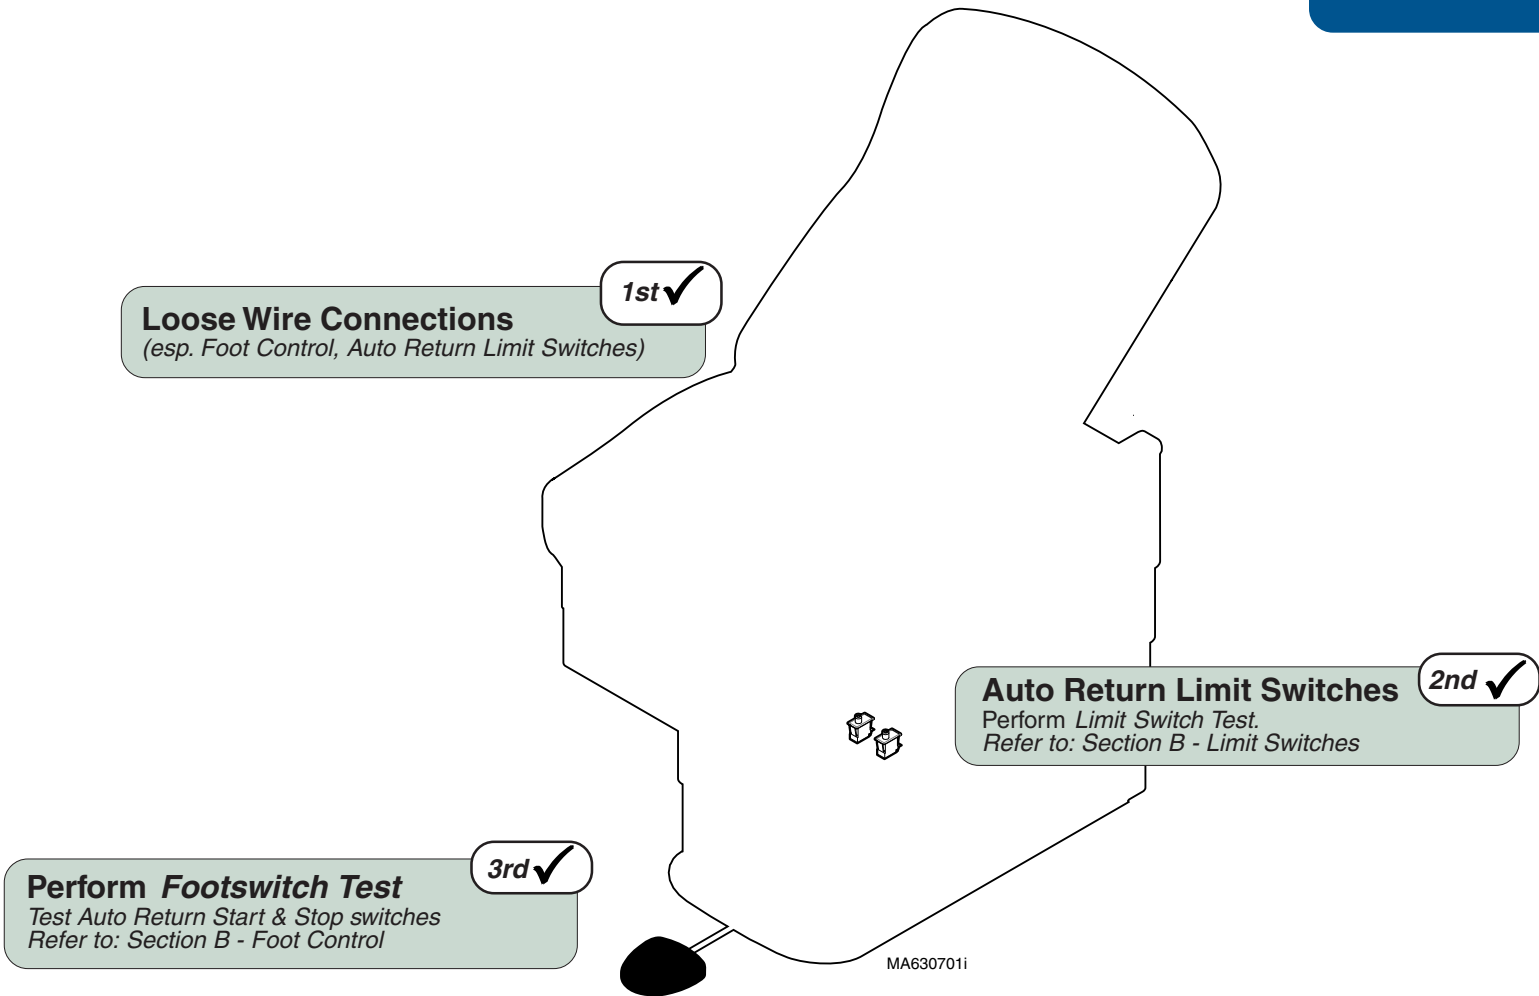 1st ✓
Loose Wire Connections
(esp. Foot Control, Auto Return Limit Switches)
2nd ✓
Auto Return Limit Switches
Perform Limit Switch Test.
Refer to: Section B - Limit Switches
3rd ✓
Perform Footswitch Test
Test Auto Return Start & Stop switches
Refer to: Section B - Foot Control
MA630701i